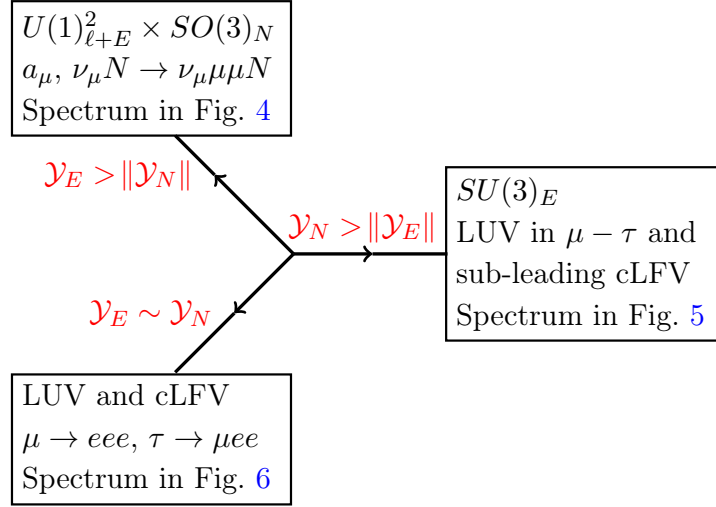 U(1)²_{ℓ+E} × SO(3)_N
a_μ, ν_μN → ν_μμμN
Spectrum in Fig. 4
𝒴_E > ‖𝒴_N‖
SU(3)_E
LUV in μ − τ and
sub-leading cLFV
Spectrum in Fig. 5
𝒴_N > ‖𝒴_E‖
𝒴_E ∼ 𝒴_N
LUV and cLFV
μ → eee, τ → μee
Spectrum in Fig. 6